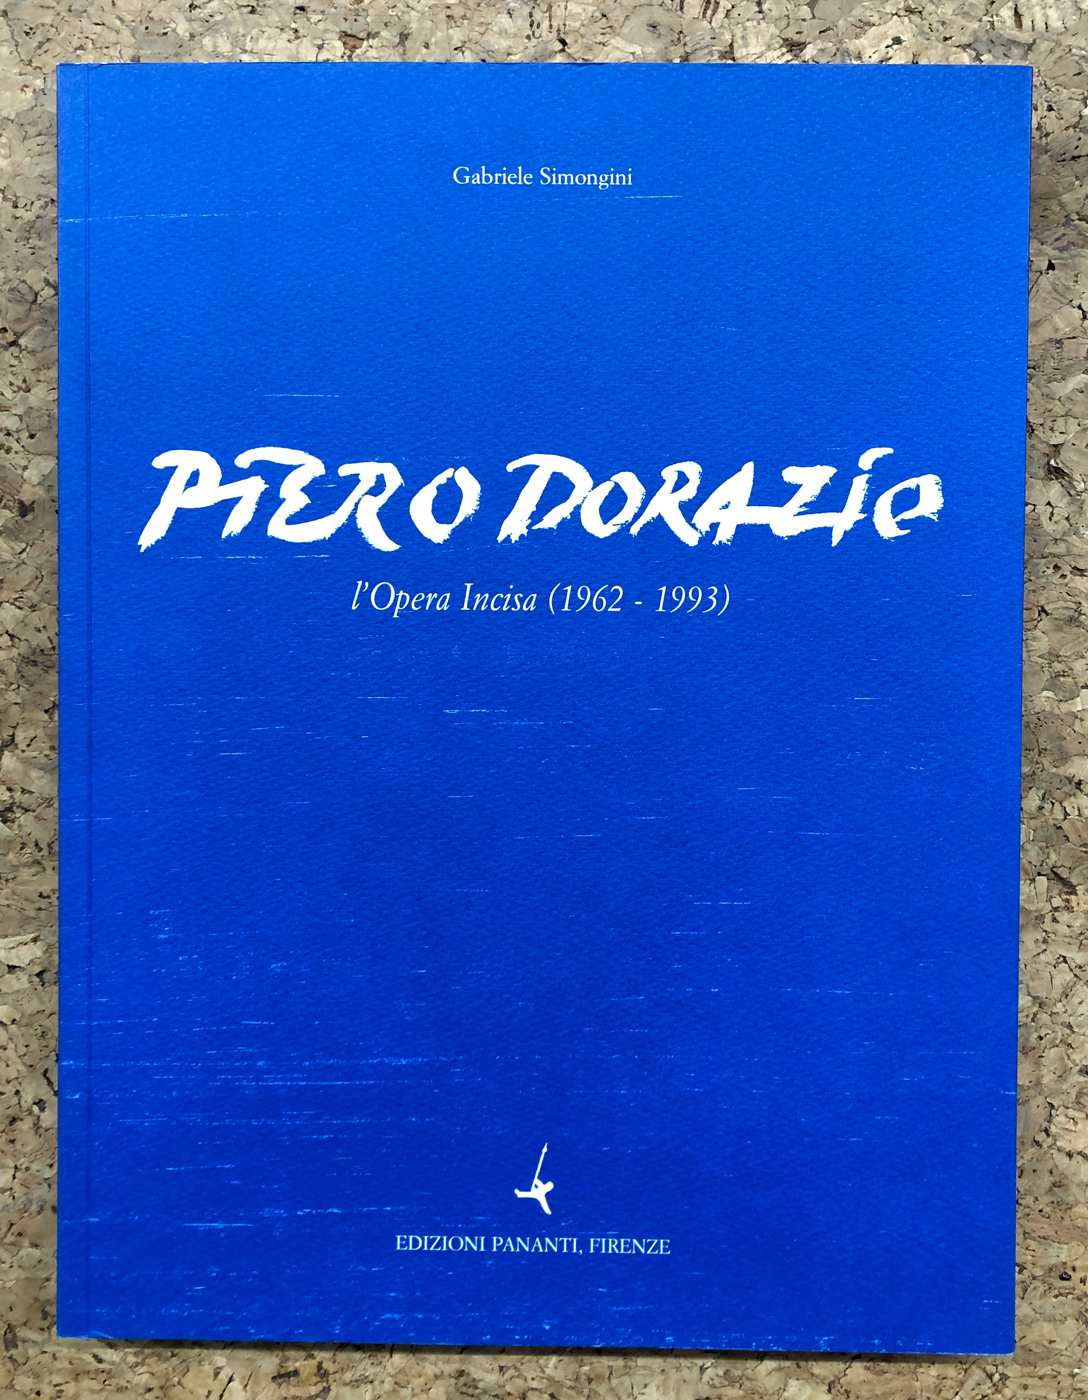 Gabriele Simongini
PIERO DORAZIO
l'Opera Incisa (1962 - 1993)
EDIZIONI PANANTI, FIRENZE